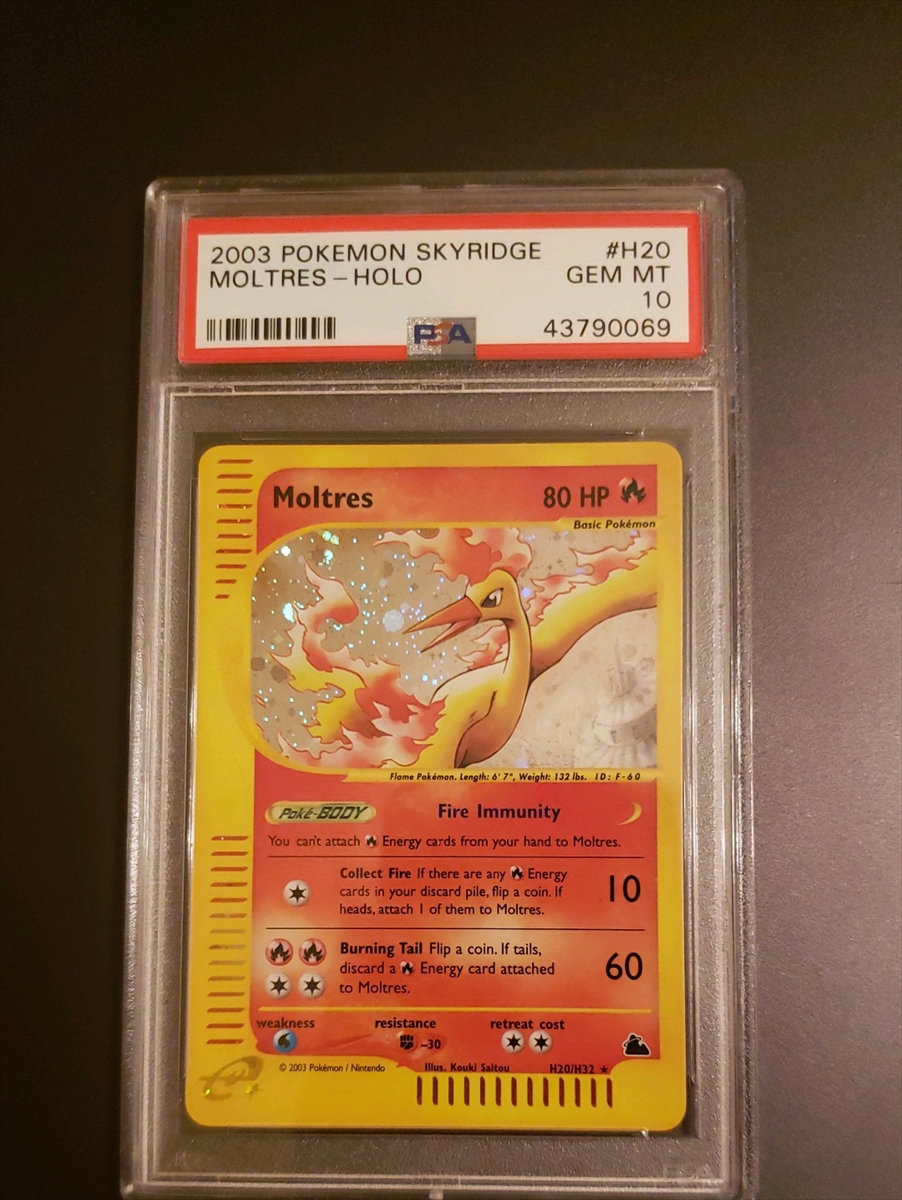 2003 POKEMON SKYRIDGE #H20
MOLTRES – HOLO GEM MT
10
PSA 43790069
Moltres 80 HP
Basic Pokémon
Flame Pokémon. Length: 6' 7", Weight: 132 lbs. ID: F-60
Poké-BODY Fire Immunity
You can't attach Energy cards from your hand to Moltres.
Collect Fire If there are any Energy
cards in your discard pile, flip a coin. If
heads, attach 1 of them to Moltres.
10
Burning Tail Flip a coin. If tails,
discard a Energy card attached
to Moltres.
60
weakness resistance retreat cost
-30
© 2003 Pokémon / Nintendo Illus. Kouki Saitou H20/H32 ★
e